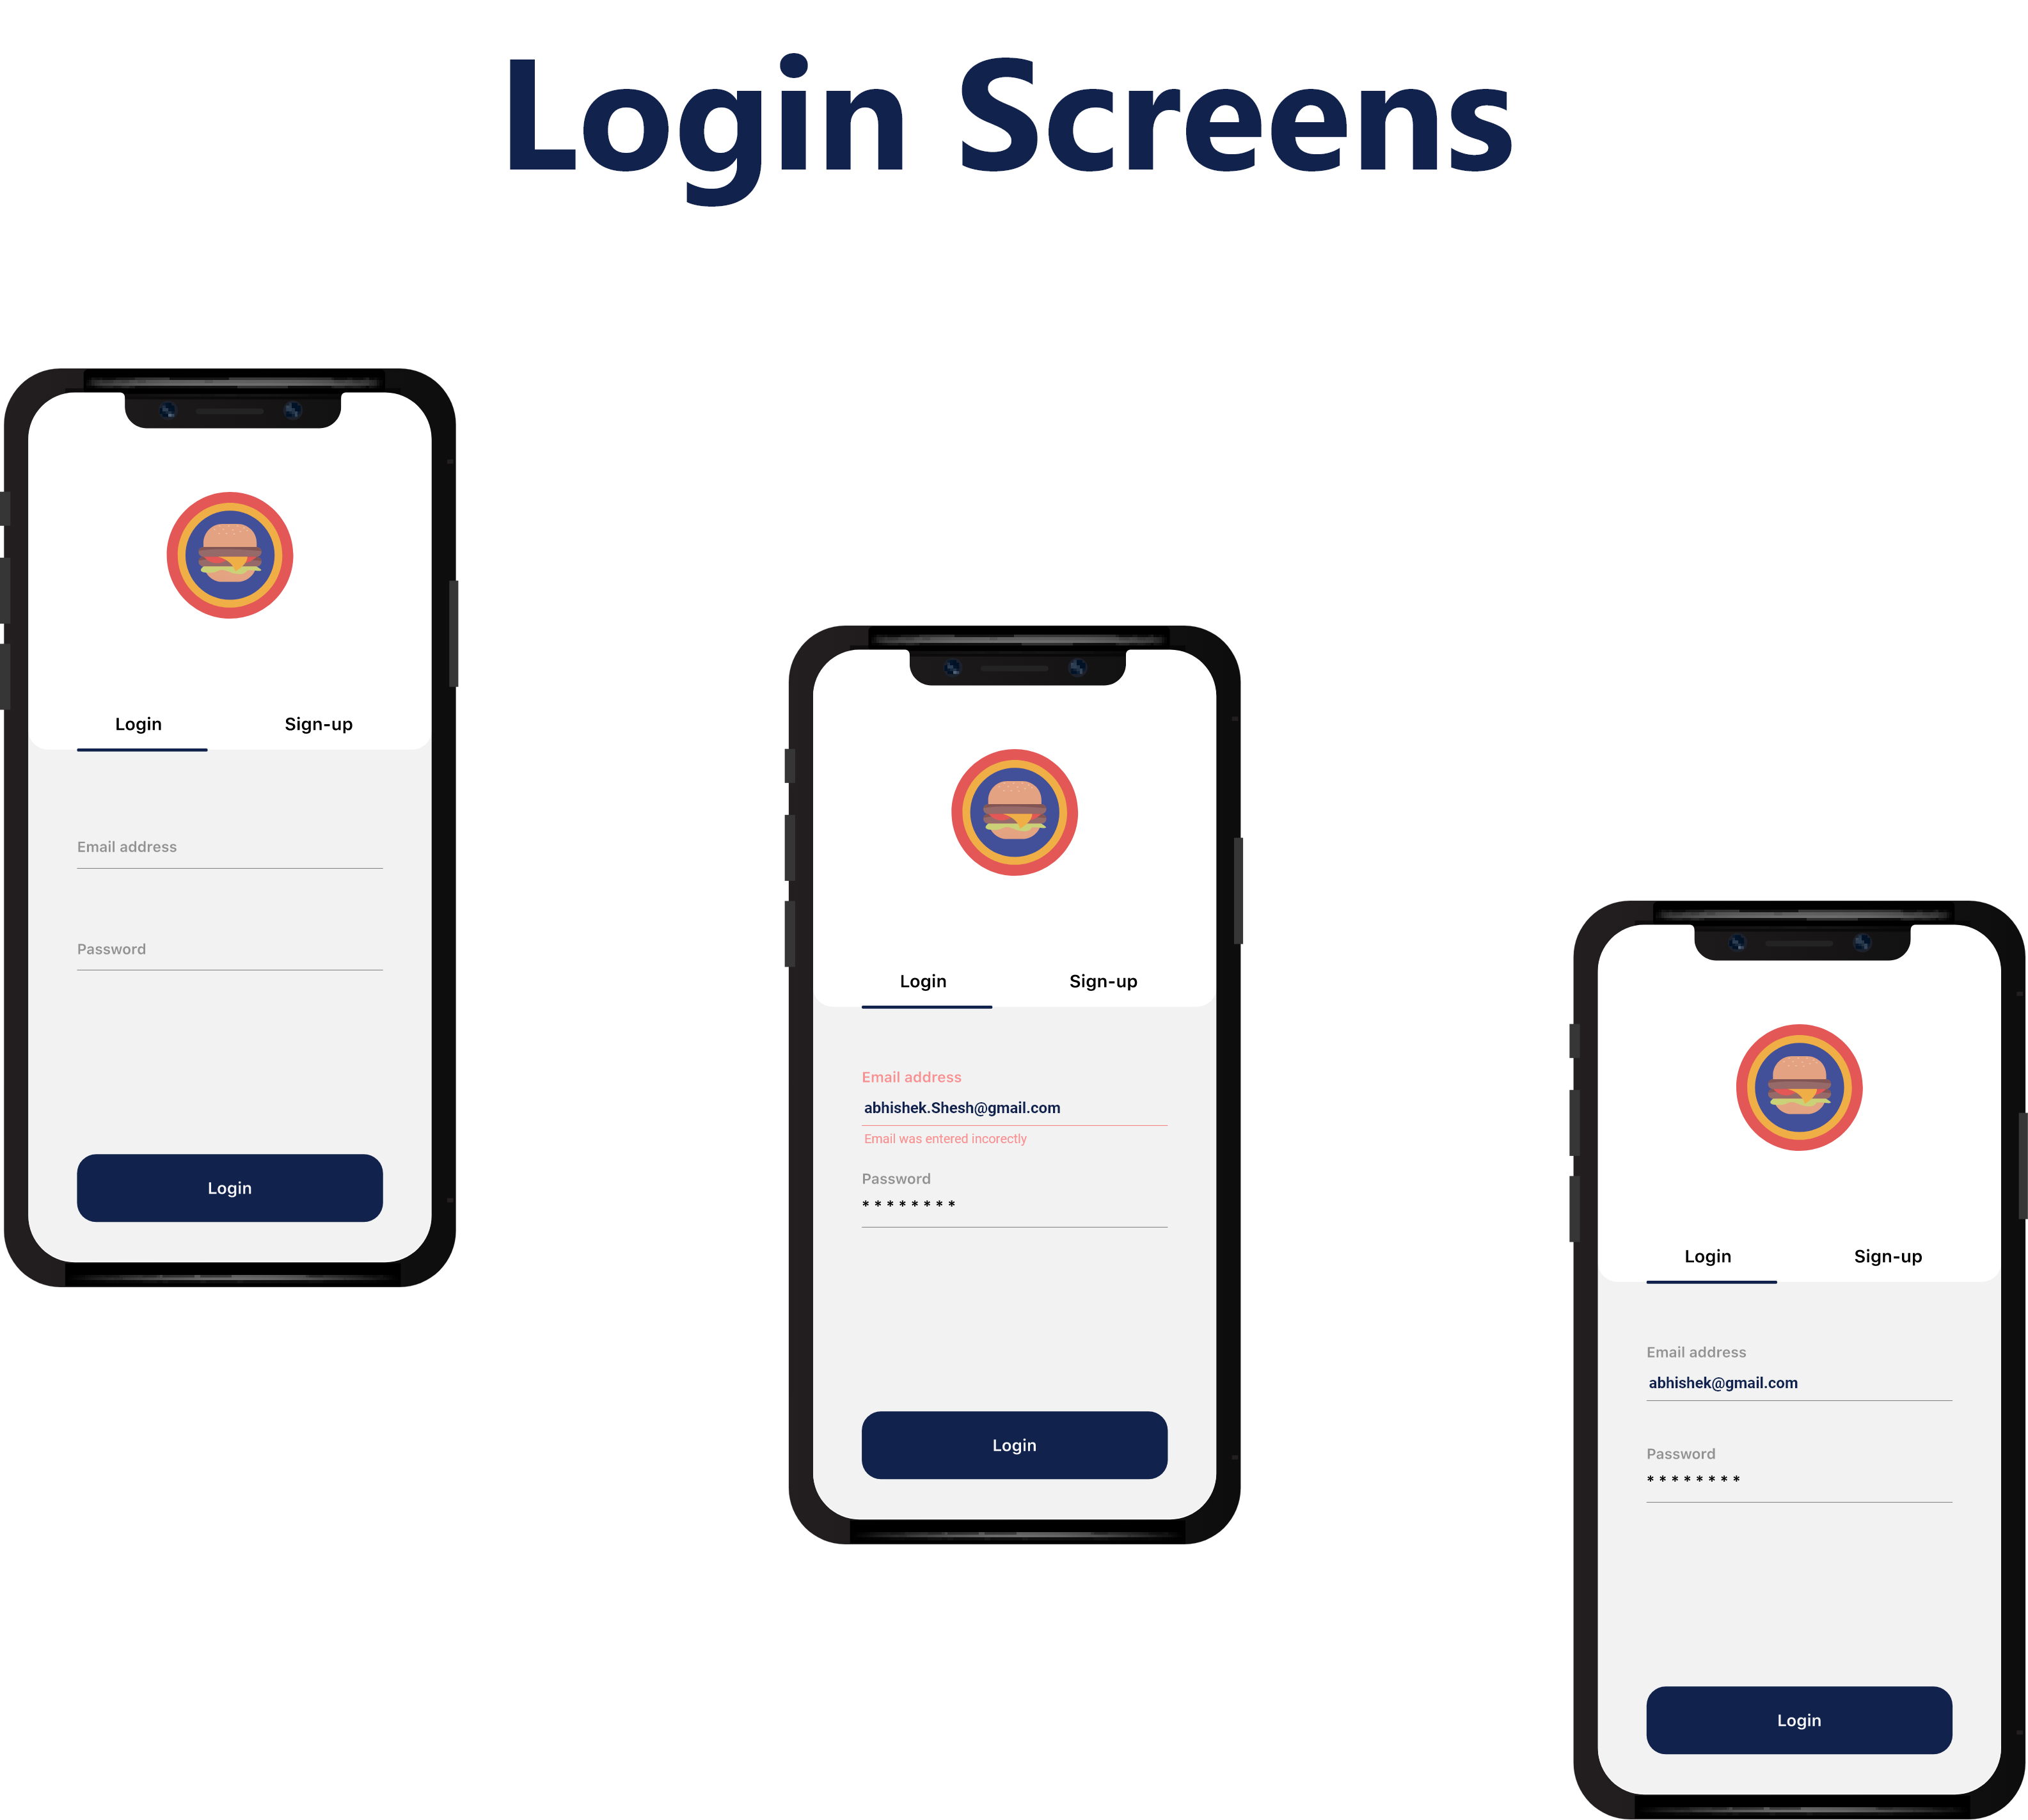 Login Screens
Login Sign-up
Email address
Password
Login
Login Sign-up
Email address
abhishek.Shesh@gmail.com
Email was entered incorectly
Password
* * * * * * * *
Login
Login Sign-up
Email address
abhishek@gmail.com
Password
* * * * * * * *
Login